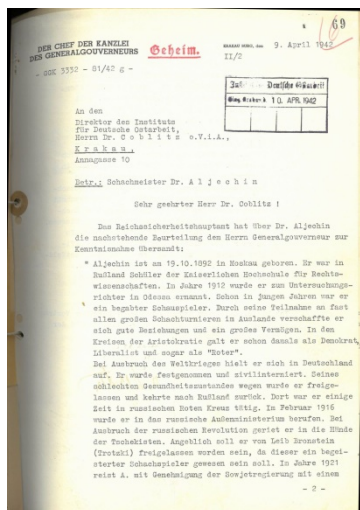 69
DER CHEF DER KANZLEI
DES GENERALGOUVERNEURS
Geheim.
KRAKAU BURG, den 9. April 1942
II/2
- GGK 3332 - 81/42 g -
Deutsche Ostarbeit
10. APR. 1942
An den
Direktor des Instituts
für Deutsche Ostarbeit,
Herrn Dr. C o b l i t z o.V.i.A.,
K r a k a u,
Annagasse 10
Betr.: Schachmeister Dr. A l j e c h i n
Sehr geehrter Herr Dr. Coblitz !
Das Reichssicherheitshauptamt hat über Dr. Aljechin
die nachstehende Beurteilung dem Herrn Generalgouverneur zur
Kenntnisnahme übersandt:
" Aljechin ist am 19.10.1892 in Moskau geboren. Er war in
Rußland Schüler der Kaiserlichen Hochschule für Rechts-
wissenschaften. Im Jahre 1912 wurde er zum Untersuchungs-
richter in Odessa ernannt. Schon in jungen Jahren war er
ein begabter Schauspieler. Durch seine Teilnahme an fast
allen großen Schachturnieren im Auslande verschaffte er
sich gute Beziehungen und ein großes Vermögen. In den
Kreisen der Aristokratie galt er schon damals als Demokrat,
Liberalist und sogar als "Roter".
Bei Ausbruch des Weltkrieges hielt er sich in Deutschland
auf. Er wurde festgenommen und zivilinterniert. Seines
schlechten Gesundheitszustandes wegen wurde er freige-
lassen und kehrte nach Rußland zurück. Dort war er einige
Zeit im russischen Roten Kreuz tätig. Im Februar 1916
wurde er in das russische Außenministerium berufen. Bei
Ausbruch der russischen Revolution geriet er in die Hände
der Tschekisten. Angeblich soll er vom Leib Bronstein
(Trotzki) freigelassen worden sein, da dieser ein begei-
sterter Schachspieler gewesen sein soll. Im Jahre 1921
reist A. mit Genehmigung der Sowjetregierung mit einem
- 2 -